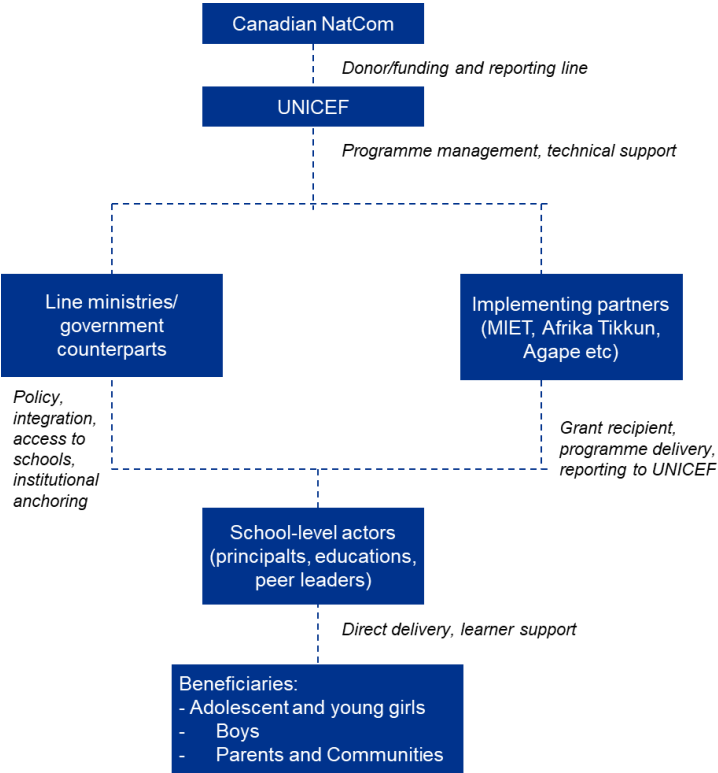 Canadian NatCom
Donor/funding and reporting line
UNICEF
Programme management, technical support
Line ministries/
government
counterparts
Implementing partners
(MIET, Afrika Tikkun,
Agape etc)
Policy,
integration,
access to
schools,
institutional
anchoring
Grant recipient,
programme delivery,
reporting to UNICEF
School-level actors
(principalts, educations,
peer leaders)
Direct delivery, learner support
Beneficiaries:
- Adolescent and young girls
- Boys
- Parents and Communities